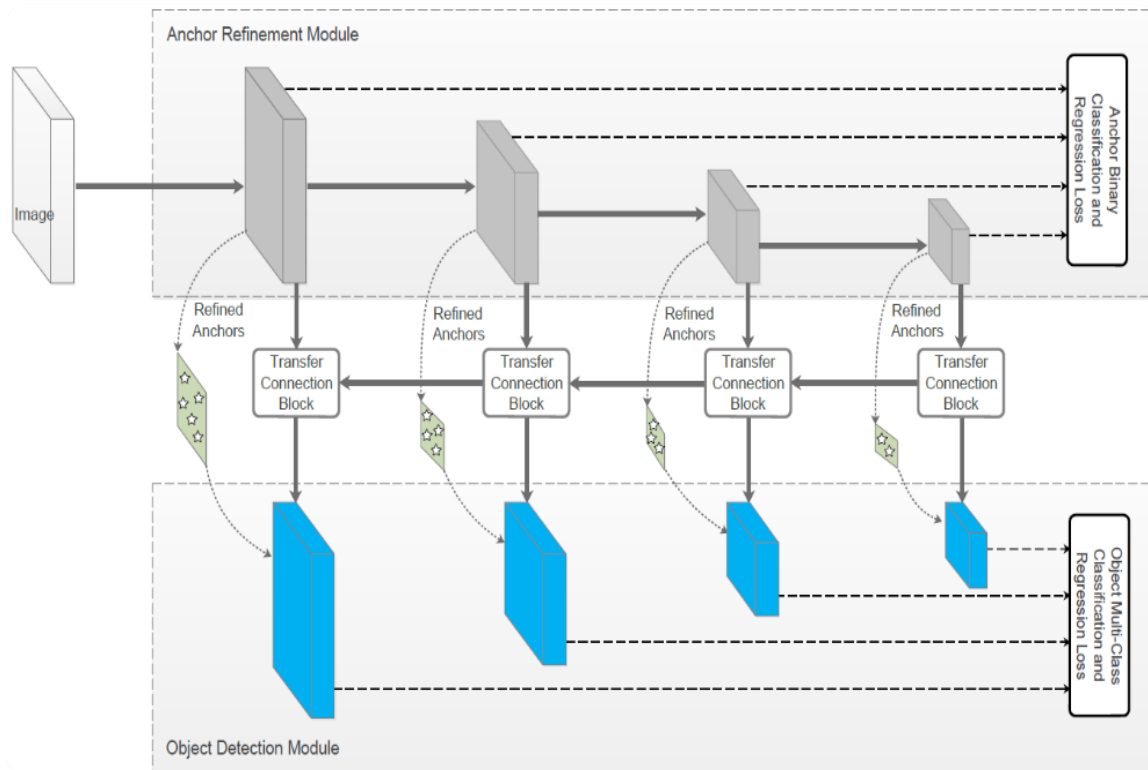 Anchor Refinement Module
Anchor Binary
Classification and
Regression Loss
Image
Refined
Anchors
Refined
Anchors
Refined
Anchors
Refined
Anchors
Transfer
Connection
Block
Transfer
Connection
Block
Transfer
Connection
Block
Transfer
Connection
Block
Object Multi-Class
Classification and
Regression Loss
Object Detection Module